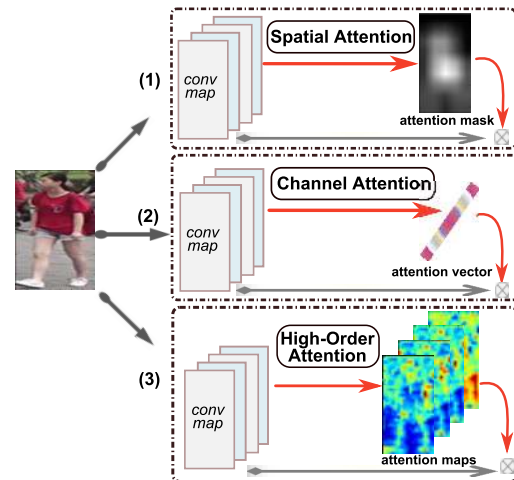 (1)
Spatial Attention
conv
map
attention mask
(2)
Channel Attention
conv
map
attention vector
(3)
High-Order
Attention
conv
map
attention maps